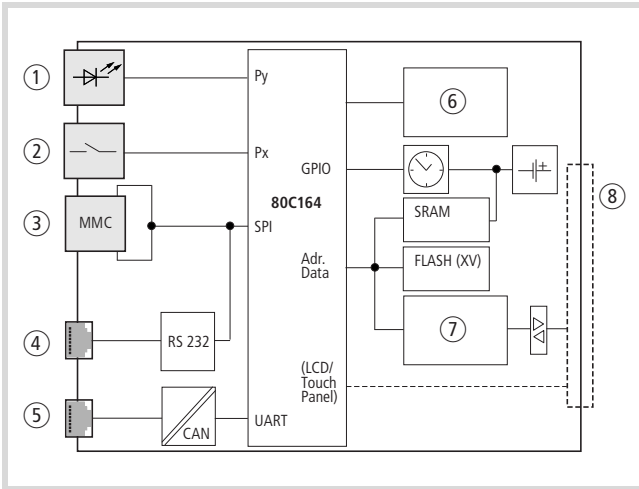 1
Py
6
2
Px
GPIO
8
80C164
3
MMC
SPI
SRAM
Adr.
Data
FLASH (XV)
4
RS 232
7
(LCD/
Touch
Panel)
5
CAN
UART